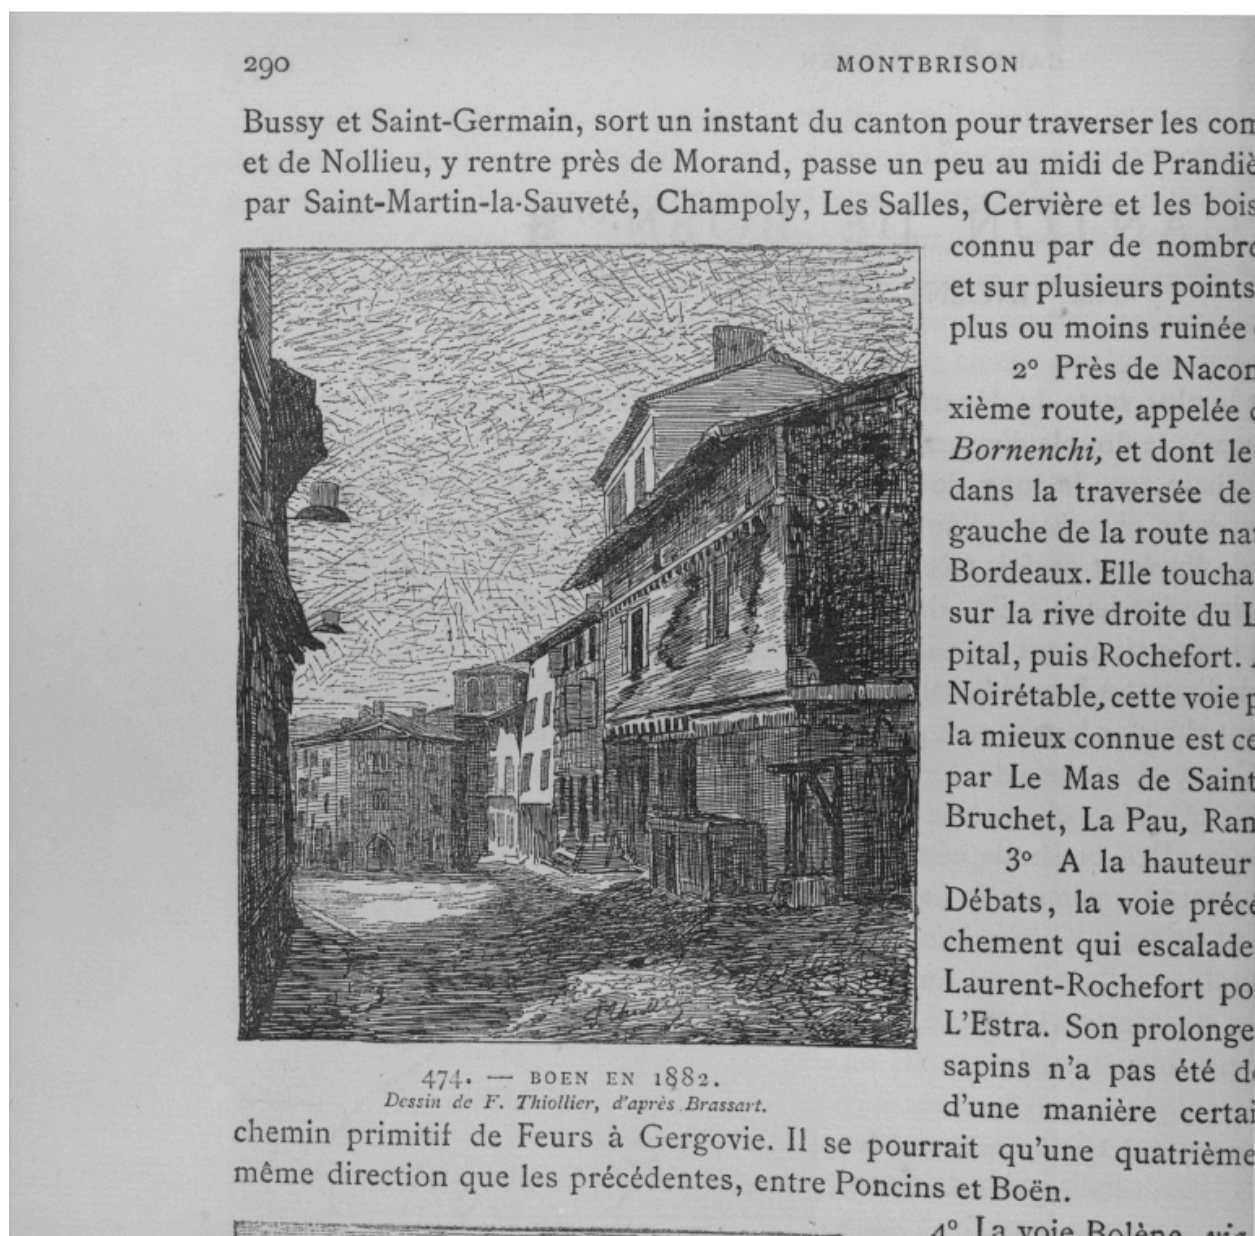 290 MONTBRISON
Bussy et Saint-Germain, sort un instant du canton pour traverser les com
et de Nollieu, y rentre près de Morand, passe un peu au midi de Prandiè
par Saint-Martin-la-Sauveté, Champoly, Les Salles, Cervière et les bois
connu par de nombre
et sur plusieurs points
plus ou moins ruinée
2º Près de Nacon
xième route, appelée
Bornenchi, et dont le
dans la traversée de
gauche de la route na
Bordeaux. Elle toucha
sur la rive droite du L
pital, puis Rochefort.
Noirétable, cette voie p
la mieux connue est ce
par Le Mas de Saint
Bruchet, La Pau, Ran
3º A la hauteur
Débats, la voie précé
chement qui escalade
Laurent-Rochefort po
L'Estra. Son prolonge
sapins n'a pas été d
d'une manière certai
474. — BOEN EN 1882.
Dessin de F. Thiollier, d'après Brassart.
chemin primitif de Feurs à Gergovie. Il se pourrait qu'une quatrième
même direction que les précédentes, entre Poncins et Boën.
4º La voie Bolène, via